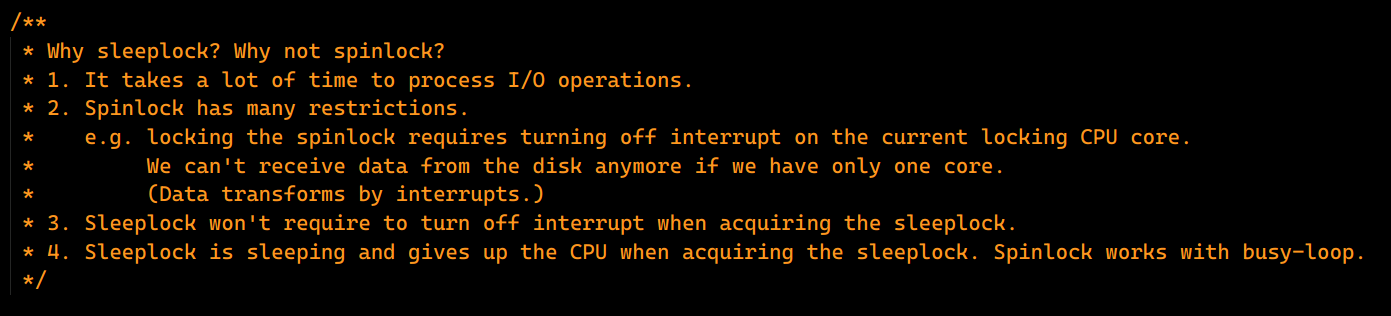 /**
 * Why sleeplock? Why not spinlock?
 * 1. It takes a lot of time to process I/O operations.
 * 2. Spinlock has many restrictions.
 *    e.g. locking the spinlock requires turning off interrupt on the current locking CPU core.
 *         We can't receive data from the disk anymore if we have only one core.
 *         (Data transforms by interrupts.)
 * 3. Sleeplock won't require to turn off interrupt when acquiring the sleeplock.
 * 4. Sleeplock is sleeping and gives up the CPU when acquiring the sleeplock. Spinlock works with busy-loop.
 */